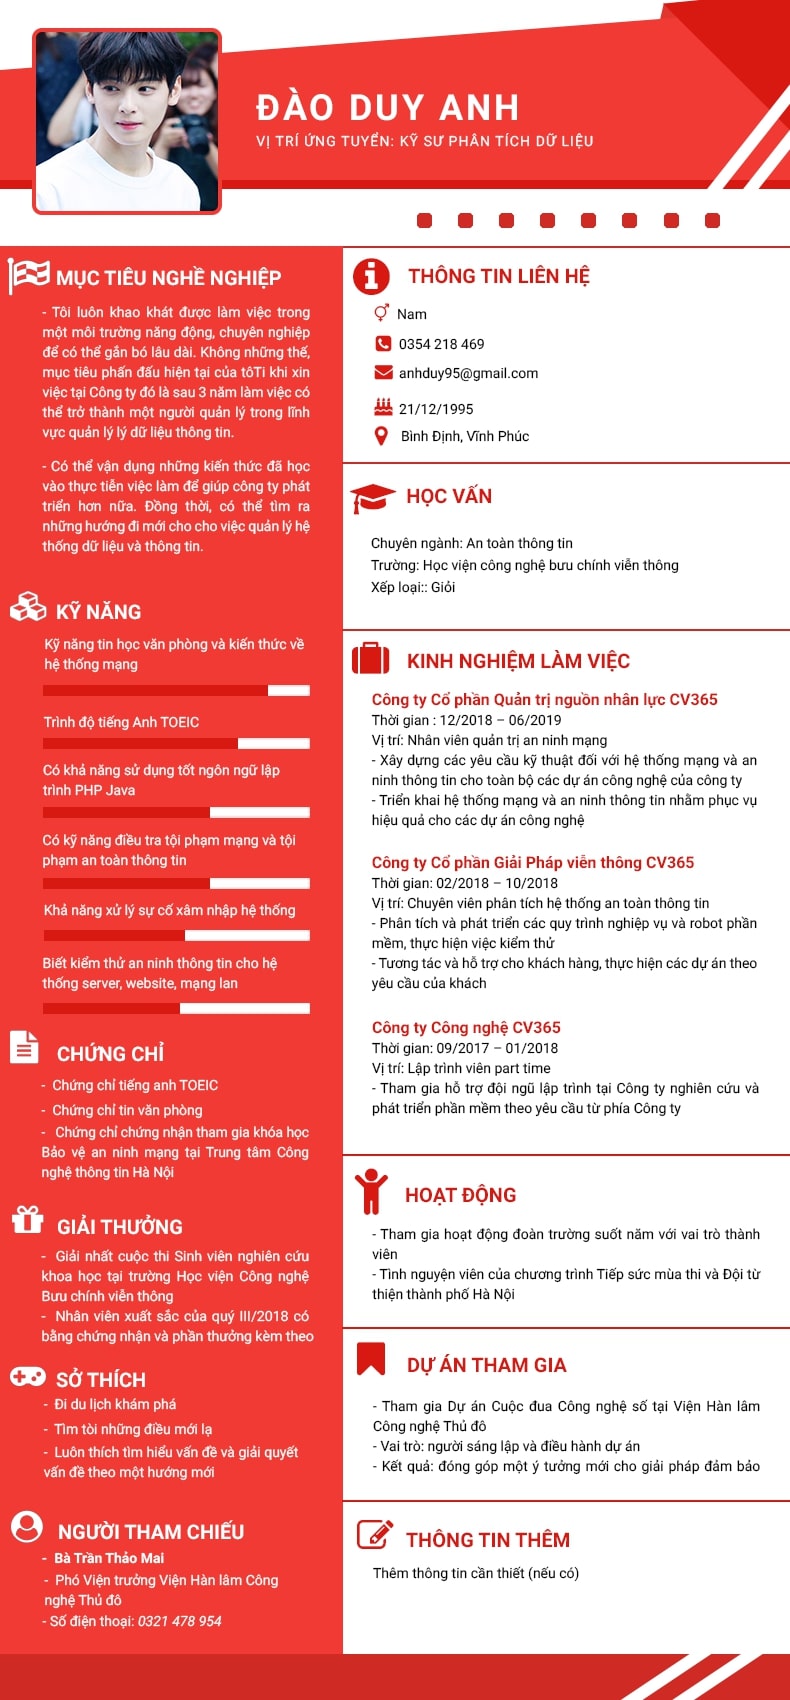 ĐÀO DUY ANH
VỊ TRÍ ỨNG TUYỂN: KỸ SƯ PHÂN TÍCH DỮ LIỆU
MỤC TIÊU NGHỀ NGHIỆP
- Tôi luôn khao khát được làm việc trong
một môi trường năng động, chuyên nghiệp
để có thể gắn bó lâu dài. Không những thế,
mục tiêu phấn đấu hiện tại của tôTi khi xin
việc tại Công ty đó là sau 3 năm làm việc có
thể trở thành một người quản lý trong lĩnh
vực quản lý lý dữ liệu thông tin.
- Có thể vận dụng những kiến thức đã học
vào thực tiễn việc làm để giúp công ty phát
triển hơn nữa. Đồng thời, có thể tìm ra
những hướng đi mới cho cho việc quản lý hệ
thống dữ liệu và thông tin.
KỸ NĂNG
Kỹ năng tin học văn phòng và kiến thức về
hệ thống mạng
Trình độ tiếng Anh TOEIC
Có khả năng sử dụng tốt ngôn ngữ lập
trình PHP Java
Có kỹ năng điều tra tội phạm mạng và tội
phạm an toàn thông tin
Khả năng xử lý sự cố xâm nhập hệ thống
Biết kiểm thử an ninh thông tin cho hệ
thống server, website, mạng lan
CHỨNG CHỈ
- Chứng chỉ tiếng anh TOEIC
- Chứng chỉ tin văn phòng
- Chứng chỉ chứng nhận tham gia khóa học
Bảo vệ an ninh mạng tại Trung tâm Công
nghệ thông tin Hà Nội
GIẢI THƯỞNG
- Giải nhất cuộc thi Sinh viên nghiên cứu
khoa học tại trường Học viện Công nghệ
Bưu chính viễn thông
- Nhân viên xuất sắc của quý III/2018 có
bằng chứng nhận và phần thưởng kèm theo
SỞ THÍCH
- Đi du lịch khám phá
- Tìm tòi những điều mới lạ
- Luôn thích tìm hiểu vấn đề và giải quyết
vấn đề theo một hướng mới
NGƯỜI THAM CHIẾU
- Bà Trần Thảo Mai
- Phó Viện trưởng Viện Hàn lâm Công
nghệ Thủ đô
- Số điện thoại: 0321 478 954
THÔNG TIN LIÊN HỆ
Nam
0354 218 469
anhduy95@gmail.com
21/12/1995
Bình Định, Vĩnh Phúc
HỌC VẤN
Chuyên ngành: An toàn thông tin
Trường: Học viện công nghệ bưu chính viễn thông
Xếp loại:: Giỏi
KINH NGHIỆM LÀM VIỆC
Công ty Cổ phần Quản trị nguồn nhân lực CV365
Thời gian : 12/2018 – 06/2019
Vị trí: Nhân viên quản trị an ninh mạng
- Xây dựng các yêu cầu kỹ thuật đối với hệ thống mạng và an
ninh thông tin cho toàn bộ các dự án công nghệ của công ty
- Triển khai hệ thống mạng và an ninh thông tin nhằm phục vụ
hiệu quả cho các dự án công nghệ
Công ty Cổ phần Giải Pháp viễn thông CV365
Thời gian: 02/2018 – 10/2018
Vị trí: Chuyên viên phân tích hệ thống an toàn thông tin
- Phân tích và phát triển các quy trình nghiệp vụ và robot phần
mềm, thực hiện việc kiểm thử
- Tương tác và hỗ trợ cho khách hàng, thực hiện các dự án theo
yêu cầu của khách
Công ty Công nghệ CV365
Thời gian: 09/2017 – 01/2018
Vị trí: Lập trình viên part time
- Tham gia hỗ trợ đội ngũ lập trình tại Công ty nghiên cứu và
phát triển phần mềm theo yêu cầu từ phía Công ty
HOẠT ĐỘNG
- Tham gia hoạt động đoàn trường suốt năm với vai trò thành
viên
- Tình nguyện viên của chương trình Tiếp sức mùa thi và Đội từ
thiện thành phố Hà Nội
DỰ ÁN THAM GIA
- Tham gia Dự án Cuộc đua Công nghệ số tại Viện Hàn lâm
Công nghệ Thủ đô
- Vai trò: người sáng lập và điều hành dự án
- Kết quả: đóng góp một ý tưởng mới cho giải pháp đảm bảo
THÔNG TIN THÊM
Thêm thông tin cần thiết (nếu có)